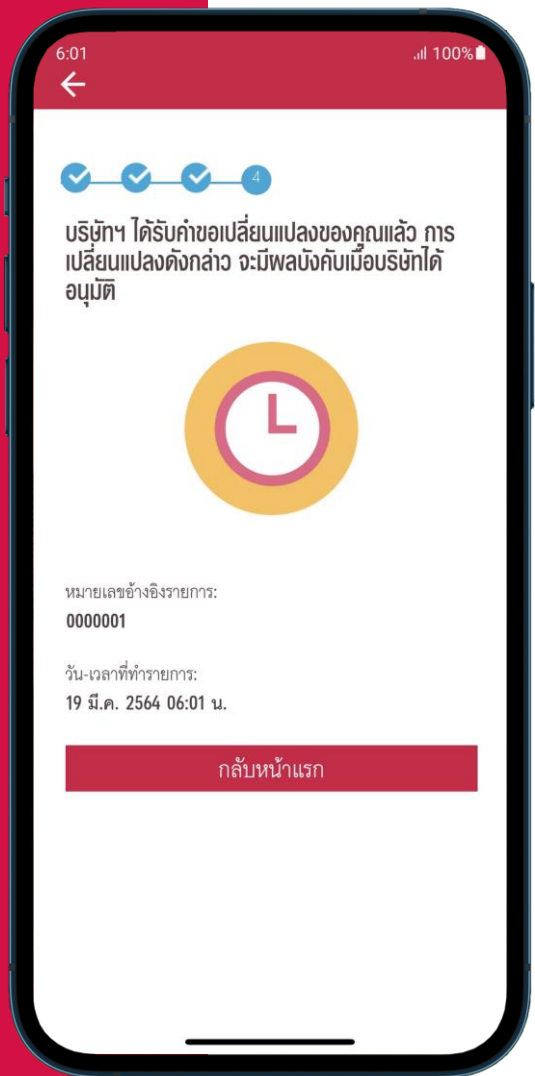 6:01
100%
4
บริษัทฯ ได้รับคำขอเปลี่ยนแปลงของคุณแล้ว การ
เปลี่ยนแปลงดังกล่าว จะมีผลบังคับเมื่อบริษัทได้
อนุมัติ
หมายเลขอ้างอิงรายการ:
0000001
วัน-เวลาที่ทำรายการ:
19 มี.ค. 2564 06:01 น.
กลับหน้าแรก